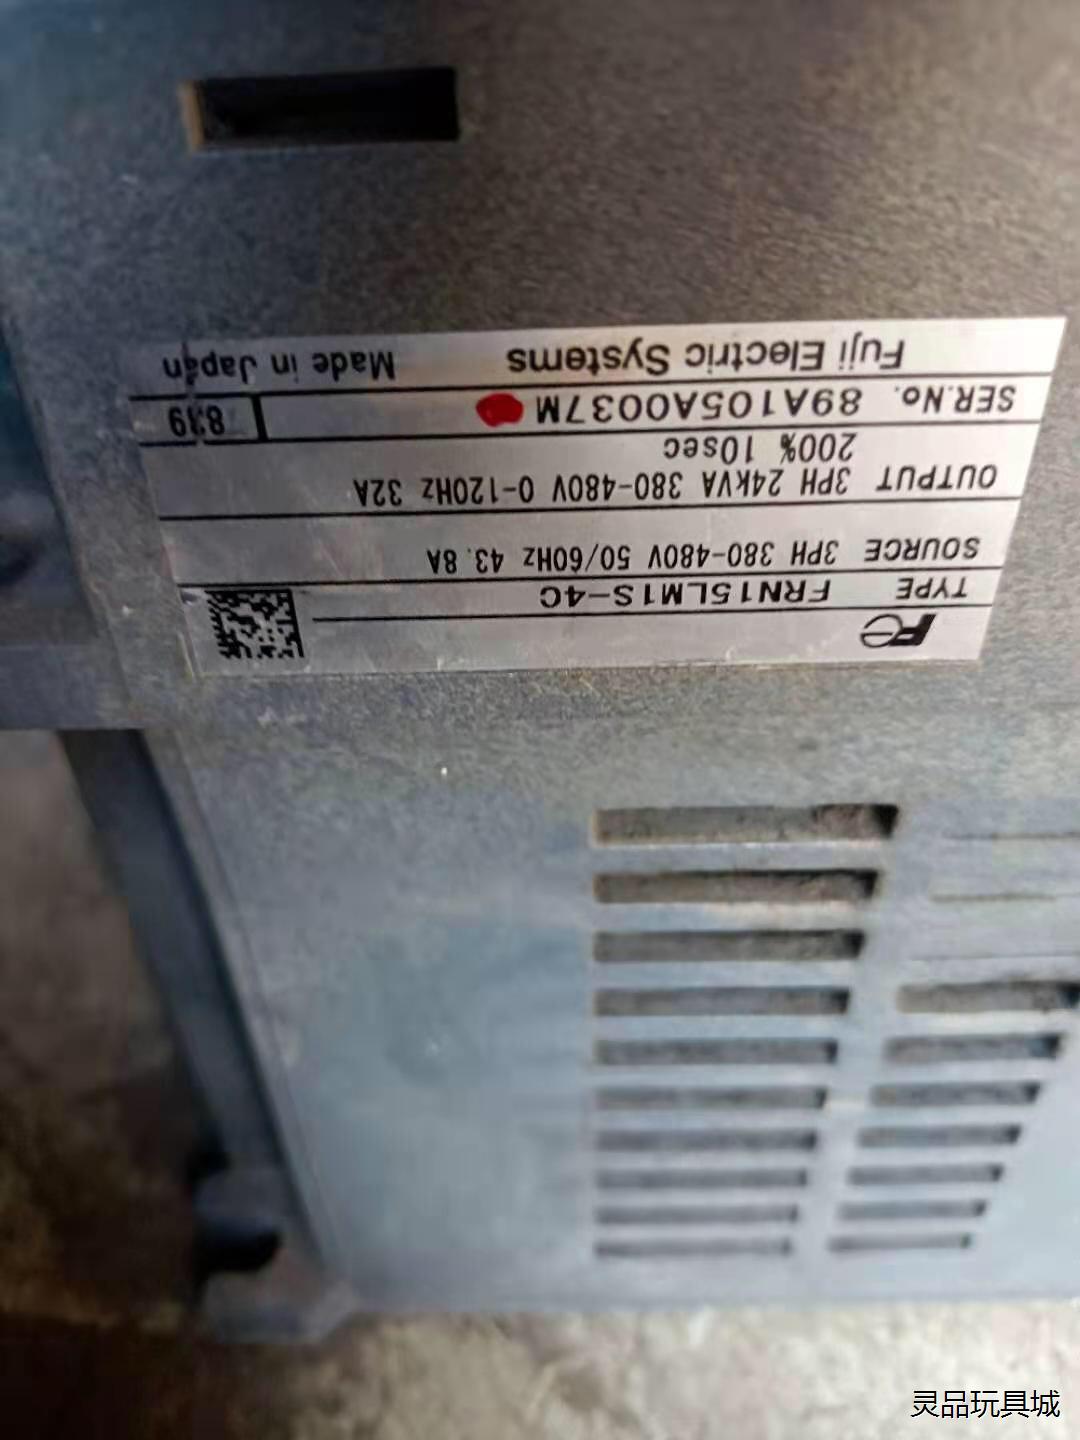 Fe
TYPE FRN15LM1S-4C
SOURCE 3PH 380-480V 50/60Hz 43.8A
OUTPUT 3PH 24kVA 380-480V 0-120Hz 32A
200% 10sec
SER.No. 89A105A0037M 839
Fuji Electric Systems Made in Japan
灵品玩具城